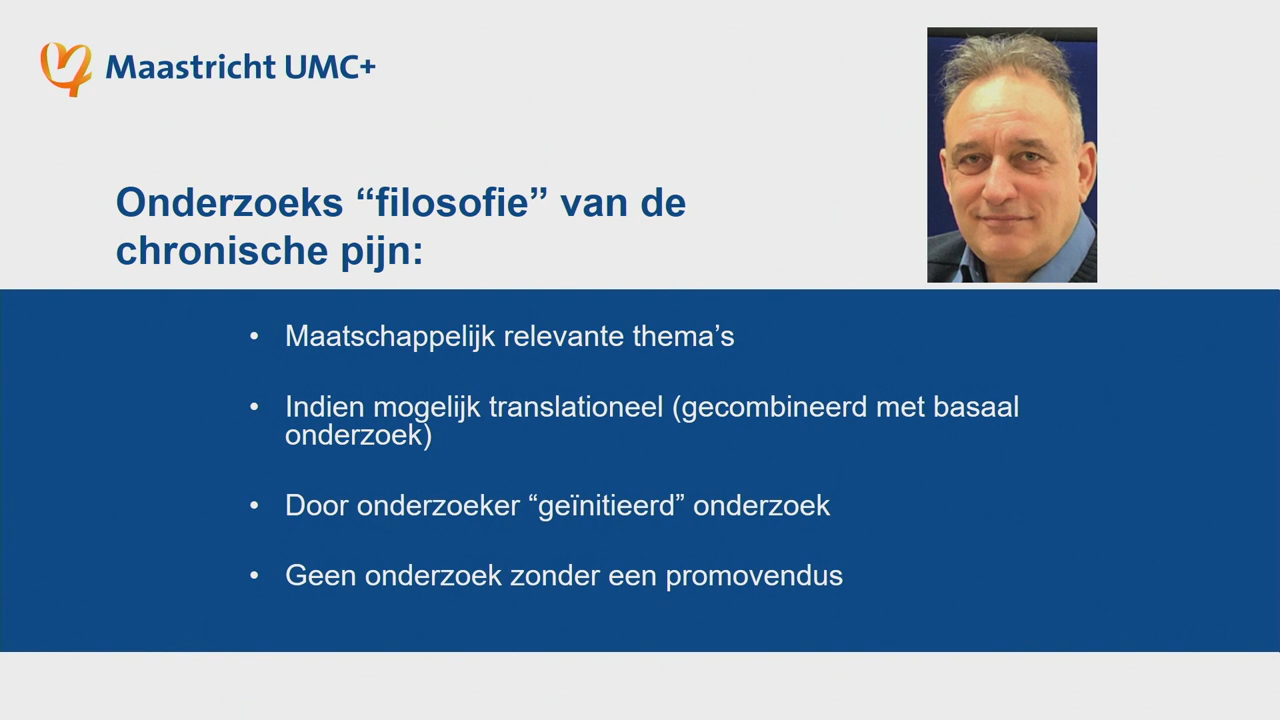 Maastricht UMC+
Onderzoeks “filosofie” van de
chronische pijn:
• Maatschappelijk relevante thema’s
• Indien mogelijk translationeel (gecombineerd met basaal
onderzoek)
• Door onderzoeker “geïnitieerd” onderzoek
• Geen onderzoek zonder een promovendus